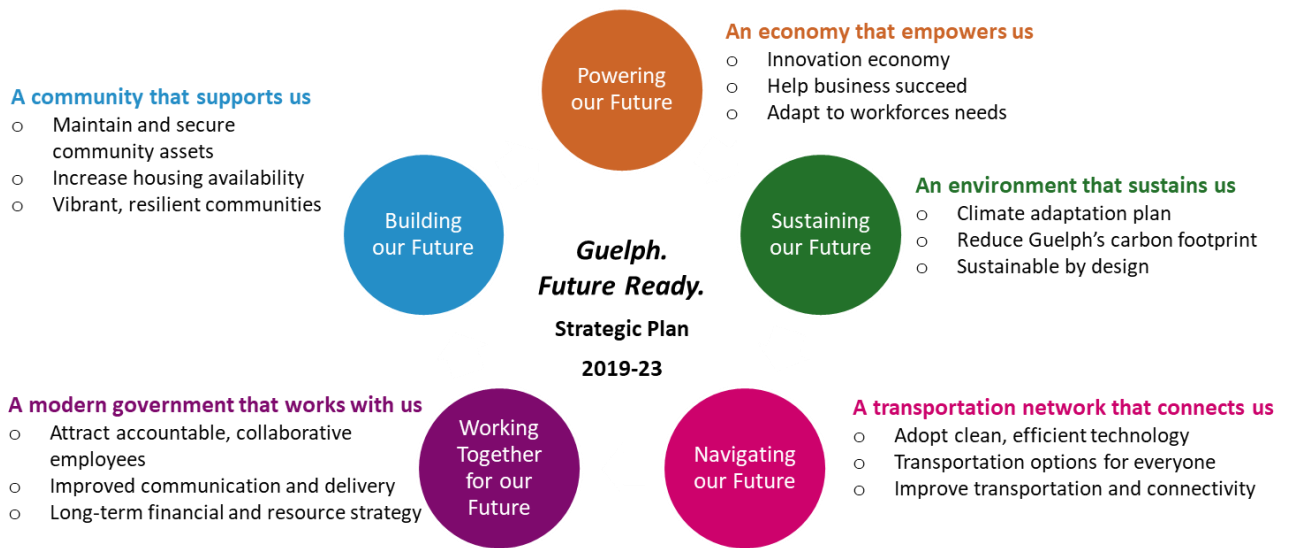 Powering
our Future
An economy that empowers us
o Innovation economy
o Help business succeed
o Adapt to workforces needs
Sustaining
our Future
An environment that sustains us
o Climate adaptation plan
o Reduce Guelph's carbon footprint
o Sustainable by design
Navigating
our Future
A transportation network that connects us
o Adopt clean, efficient technology
o Transportation options for everyone
o Improve transportation and connectivity
Working
Together
for our
Future
A modern government that works with us
o Attract accountable, collaborative
employees
o Improved communication and delivery
o Long-term financial and resource strategy
Building
our Future
A community that supports us
o Maintain and secure
community assets
o Increase housing availability
o Vibrant, resilient communities
Guelph.
Future Ready.
Strategic Plan
2019-23